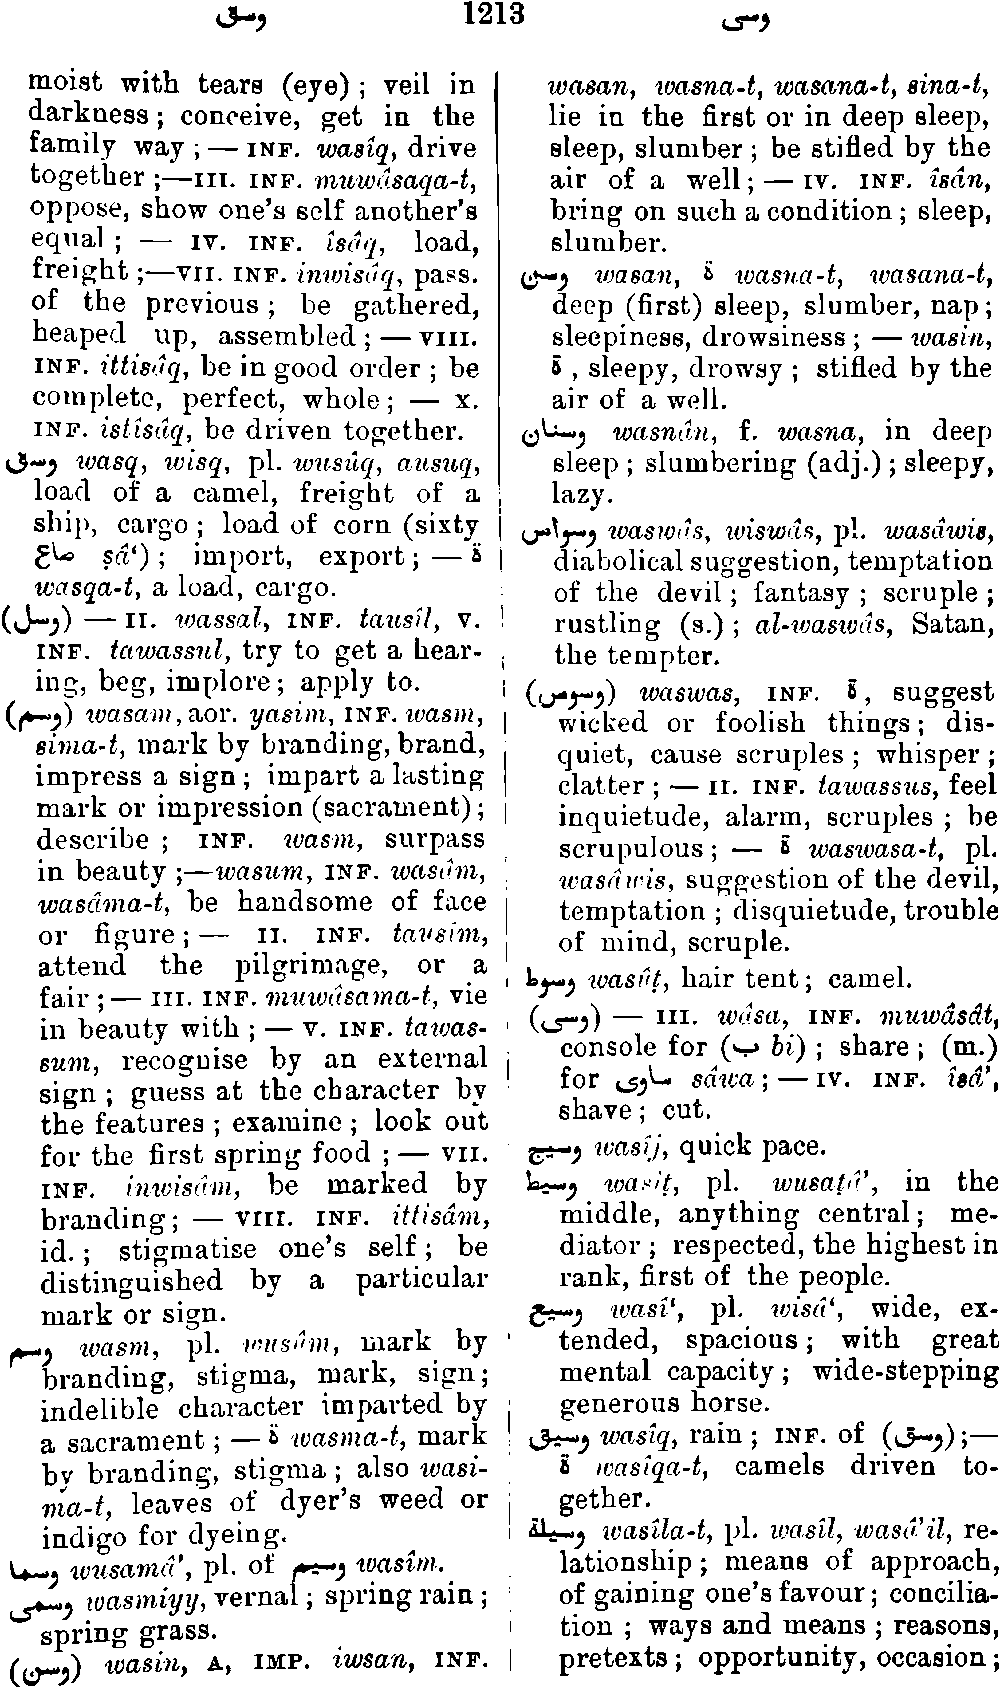 وسق 1213 وسى
moist with tears (eye) ; veil in
darkness ; conceive, get in the
family way ; — INF. wasîq, drive
together ;—III. INF. muwâsaqa-t,
oppose, show one's self another's
equal ; — IV. INF. îsâq, load,
freight ;—VII. INF. inwisâq, pass.
of the previous ; be gathered,
heaped up, assembled ; — VIII.
INF. ittisâq, be in good order ; be
complete, perfect, whole ; — X.
INF. istîsâq, be driven together.
وسق wasq, wisq, pl. wusûq, ausuq,
load of a camel, freight of a
ship, cargo ; load of corn (sixty
صاع ṣâ‘) ; import, export ; — ة
wasqa-t, a load, cargo.
(وسل) — II. wassal, INF. tausîl, V.
INF. tawassul, try to get a hear-
ing, beg, implore ; apply to.
(وسم) wasam, aor. yasim, INF. wasm,
sima-t, mark by branding, brand,
impress a sign ; impart a lasting
mark or impression (sacrament) ;
describe ; INF. wasm, surpass
in beauty ;—wasum, INF. wasâm,
wasâma-t, be handsome of face
or figure ; — II. INF. tausîm,
attend the pilgrimage, or a
fair ; — III. INF. muwâsama-t, vie
in beauty with ; — V. INF. tawas-
sum, recognise by an external
sign ; guess at the character by
the features ; examine ; look out
for the first spring food ; — VII.
INF. inwisâm, be marked by
branding ; — VIII. INF. ittisâm,
id. ; stigmatise one's self ; be
distinguished by a particular
mark or sign.
وسم wasm, pl. wusûm, mark by
branding, stigma, mark, sign ;
indelible character imparted by
a sacrament ; — ة wasma-t, mark
by branding, stigma ; also wasi-
ma-t, leaves of dyer's weed or
indigo for dyeing.
وسما wusamâ’, pl. of وسيم wasîm.
وسمى wasmiyy, vernal ; spring rain ;
spring grass.
(وسن) wasin, A, IMP. iwsan, INF.
wasan, wasna-t, wasana-t, sina-t,
lie in the first or in deep sleep,
sleep, slumber ; be stifled by the
air of a well ; — IV. INF. îsân,
bring on such a condition ; sleep,
slumber.
وسن wasan, ة wasna-t, wasana-t,
deep (first) sleep, slumber, nap ;
sleepiness, drowsiness ; — wasin,
ة , sleepy, drowsy ; stifled by the
air of a well.
وسنان wasnân, f. wasna, in deep
sleep ; slumbering (adj.) ; sleepy,
lazy.
وسواس waswâs, wiswâs, pl. wasâwis,
diabolical suggestion, temptation
of the devil ; fantasy ; scruple ;
rustling (s.) ; al-waswâs, Satan,
the tempter.
(وسوس) waswas, INF. ة, suggest
wicked or foolish things ; dis-
quiet, cause scruples ; whisper ;
clatter ; — II. INF. tawassus, feel
inquietude, alarm, scruples ; be
scrupulous ; — ة waswasa-t, pl.
wasâwis, suggestion of the devil,
temptation ; disquietude, trouble
of mind, scruple.
وسوط wasûṭ, hair tent ; camel.
(وسى) — III. wâsa, INF. muwâsât,
console for (ب bi) ; share ; (m.)
for ساوى sâwa ; — IV. INF. îsâ’,
shave ; cut.
وسيج wasîj, quick pace.
وسيط wasîṭ, pl. wusaṭâ’, in the
middle, anything central ; me-
diator ; respected, the highest in
rank, first of the people.
وسيع wasî‘, pl. wisâ‘, wide, ex-
tended, spacious ; with great
mental capacity ; wide-stepping
generous horse.
وسيق wasîq, rain ; INF. of (وسق) ;—
ة wasîqa-t, camels driven to-
gether.
وسيلة wasîla-t, pl. wasîl, wasâ’il, re-
lationship ; means of approach,
of gaining one's favour ; concilia-
tion ; ways and means ; reasons,
pretexts ; opportunity, occasion ;